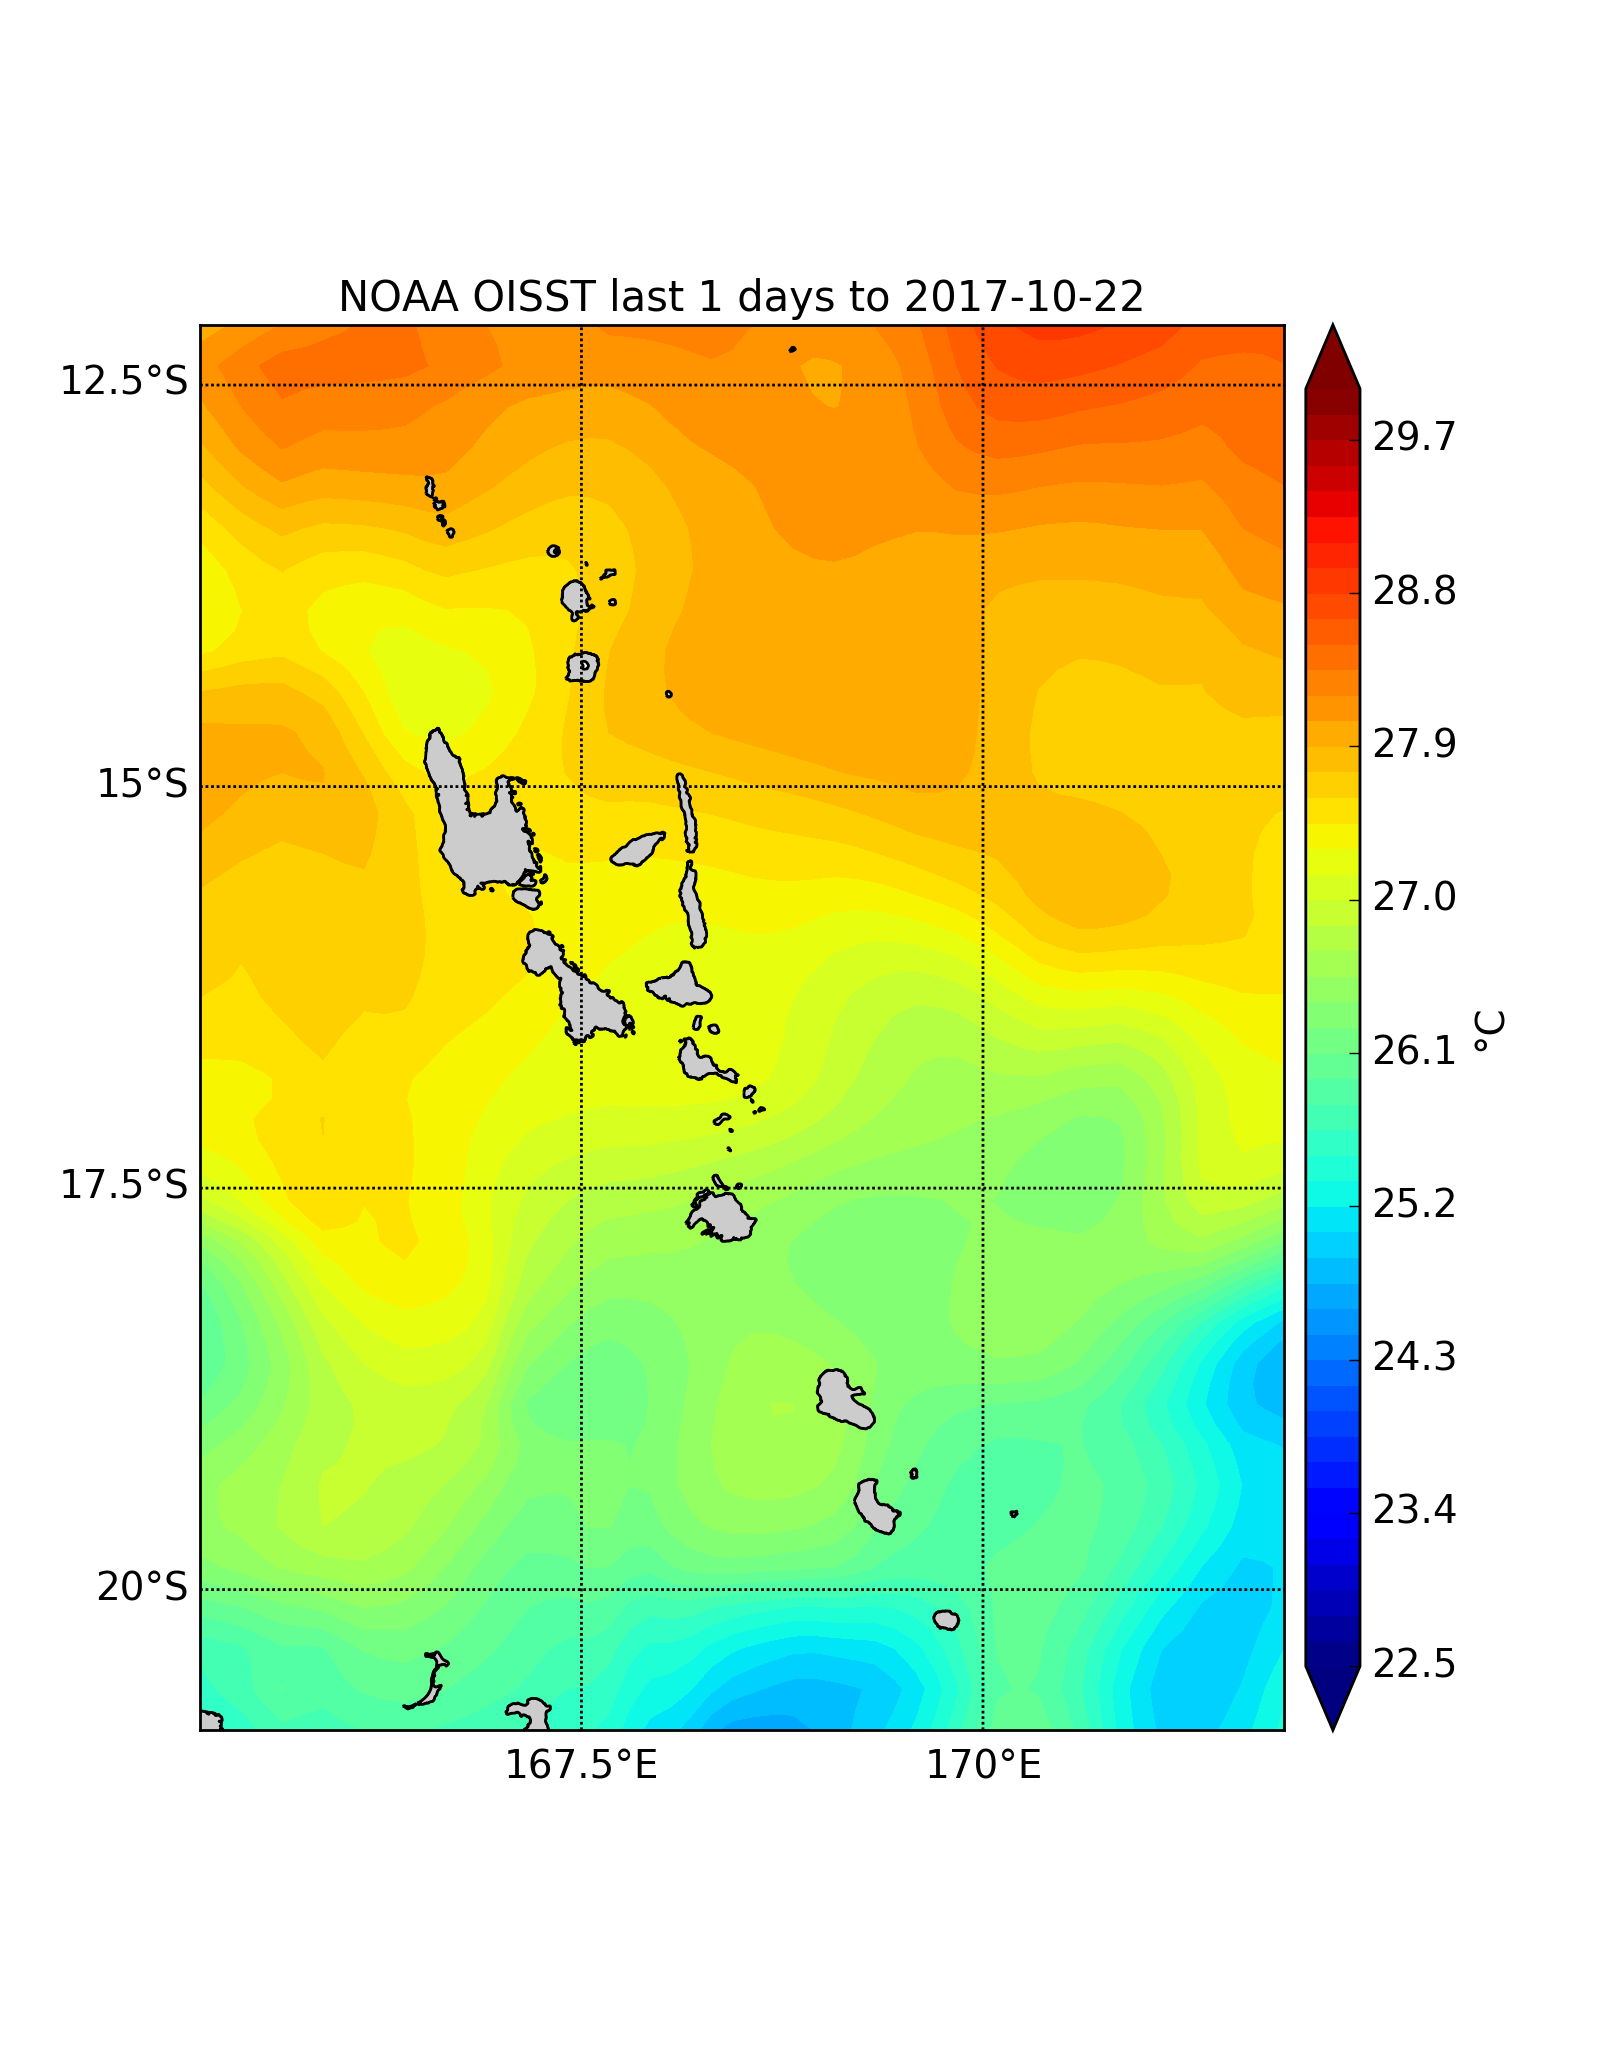 NOAA OISST last 1 days to 2017-10-22
12.5°S
15°S
17.5°S
20°S
167.5°E
170°E
29.7
28.8
27.9
27.0
26.1
25.2
24.3
23.4
22.5
°C